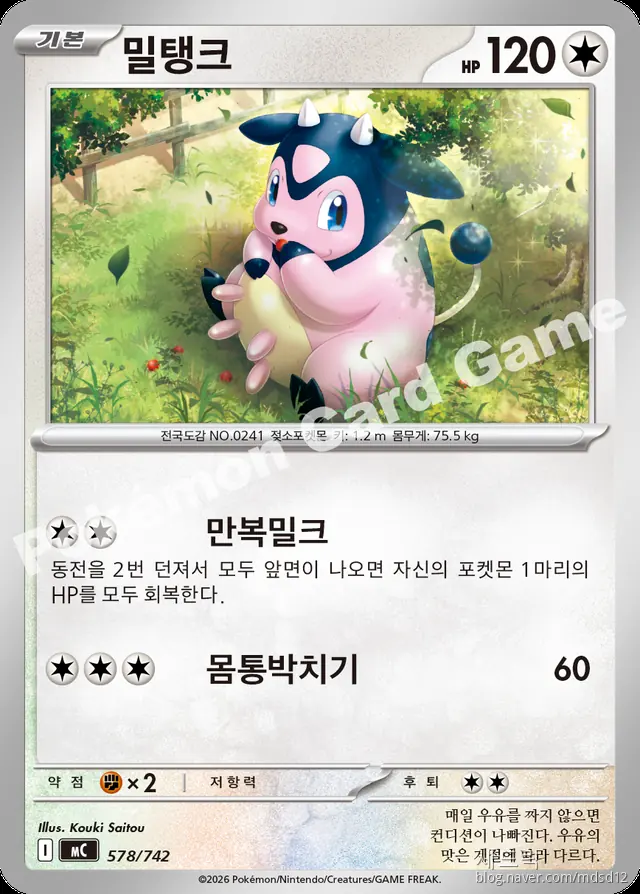 기본 밀탱크 HP 120
전국도감 NO.0241 젖소포켓몬 키: 1.2 m 몸무게: 75.5 kg
Pokémon Card Game
만복밀크
동전을 2번 던져서 모두 앞면이 나오면 자신의 포켓몬 1마리의
HP를 모두 회복한다.
몸통박치기 60
약점 ×2 저항력 후퇴
Illus. Kouki Saitou
I MC 578/742
매일 우유를 짜지 않으면
컨디션이 나빠진다. 우유의
맛은 계절에 따라 다르다.
blog.naver.com/mdsd12
©2026 Pokémon/Nintendo/Creatures/GAME FREAK.